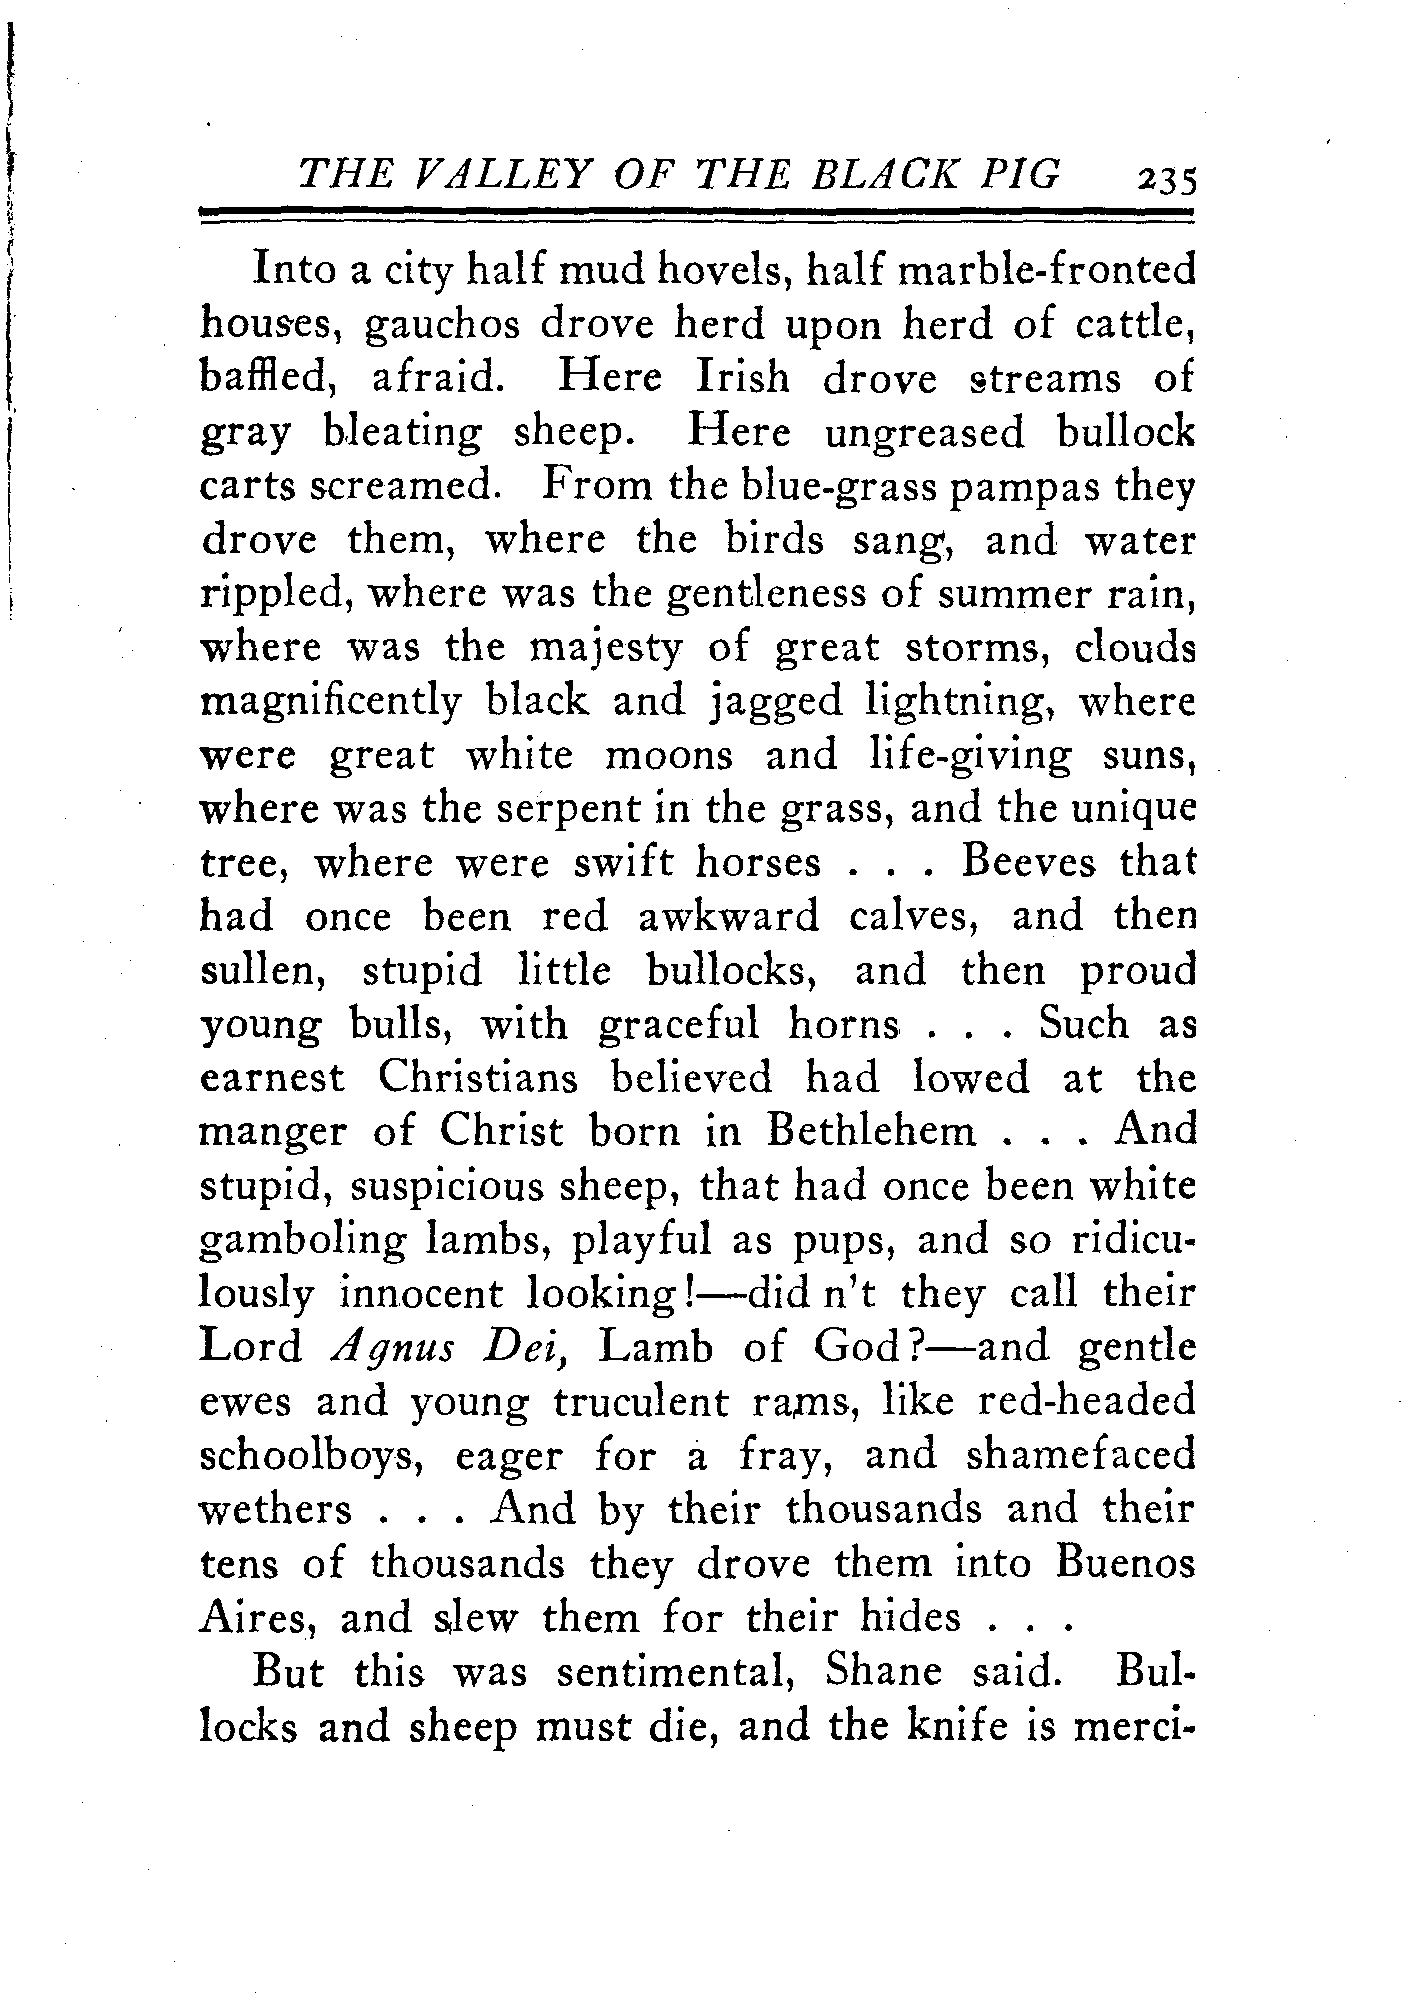 THE VALLEY OF THE BLACK PIG 235
Into a city half mud hovels, half marble-fronted
houses, gauchos drove herd upon herd of cattle,
baffled, afraid. Here Irish drove streams of
gray bleating sheep. Here ungreased bullock
carts screamed. From the blue-grass pampas they
drove them, where the birds sang, and water
rippled, where was the gentleness of summer rain,
where was the majesty of great storms, clouds
magnificently black and jagged lightning, where
were great white moons and life-giving suns,
where was the serpent in the grass, and the unique
tree, where were swift horses . . . Beeves that
had once been red awkward calves, and then
sullen, stupid little bullocks, and then proud
young bulls, with graceful horns . . . Such as
earnest Christians believed had lowed at the
manger of Christ born in Bethlehem . . . And
stupid, suspicious sheep, that had once been white
gamboling lambs, playful as pups, and so ridicu-
lously innocent looking!—did n't they call their
Lord Agnus Dei, Lamb of God?—and gentle
ewes and young truculent rams, like red-headed
schoolboys, eager for a fray, and shamefaced
wethers . . . And by their thousands and their
tens of thousands they drove them into Buenos
Aires, and slew them for their hides . . .
But this was sentimental, Shane said. Bul-
locks and sheep must die, and the knife is merci-